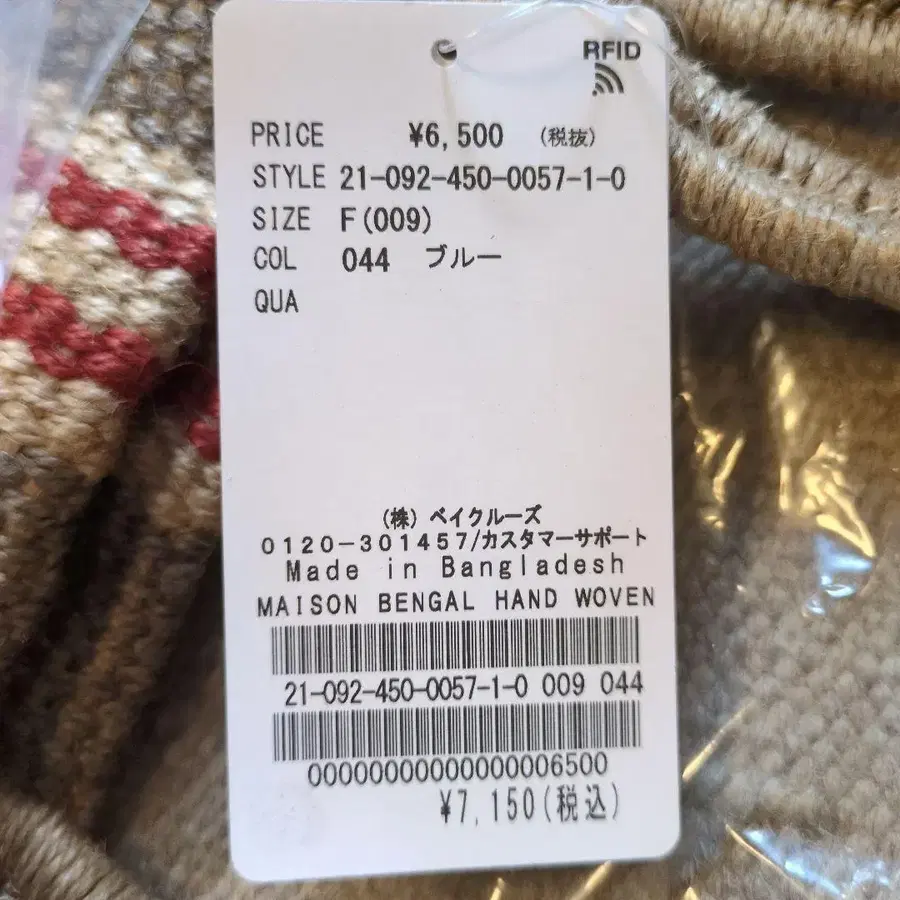 RFID
PRICE ¥6,500 (税抜)
STYLE 21-092-450-0057-1-0
SIZE F(009)
COL 044 ブルー
QUA
(株) ベイクルーズ
0120-301457/カスタマーサポート
Made in Bangladesh
MAISON BENGAL HAND WOVEN
21-092-450-0057-1-0 009 044
00000000000000006500
¥7,150(税込)